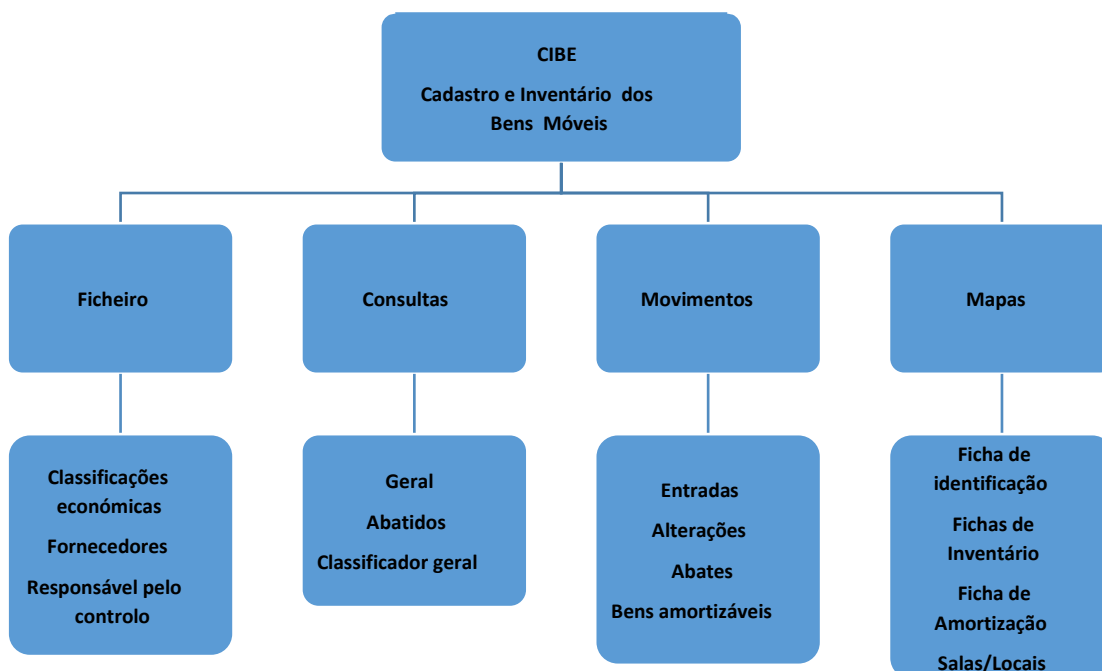 CIBE
Cadastro e Inventário dos
Bens Móveis
Ficheiro
Consultas
Movimentos
Mapas
Classificações
económicas
Fornecedores
Responsável pelo
controlo
Geral
Abatidos
Classificador geral
Entradas
Alterações
Abates
Bens amortizáveis
Ficha de
identificação
Fichas de
Inventário
Ficha de
Amortização
Salas/Locais